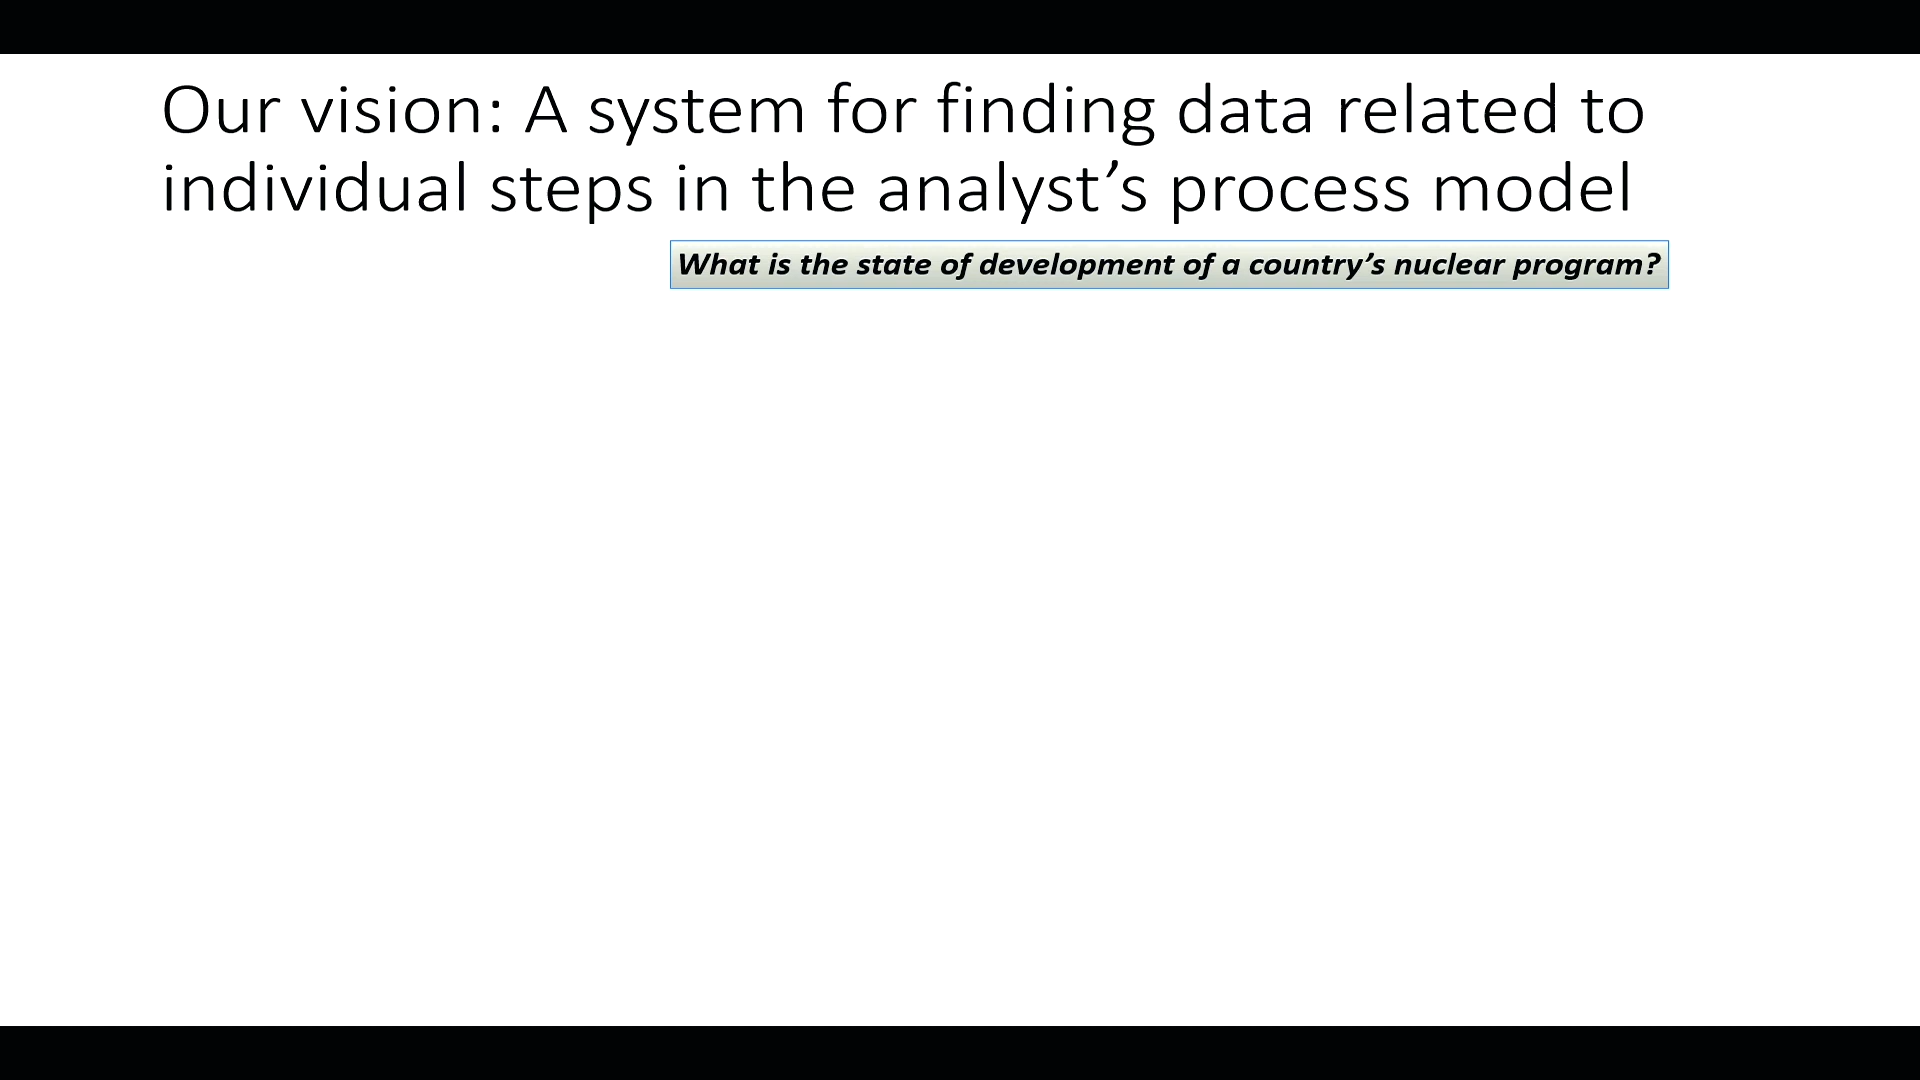 Our vision: A system for finding data related to
individual steps in the analyst’s process model
What is the state of development of a country’s nuclear program?